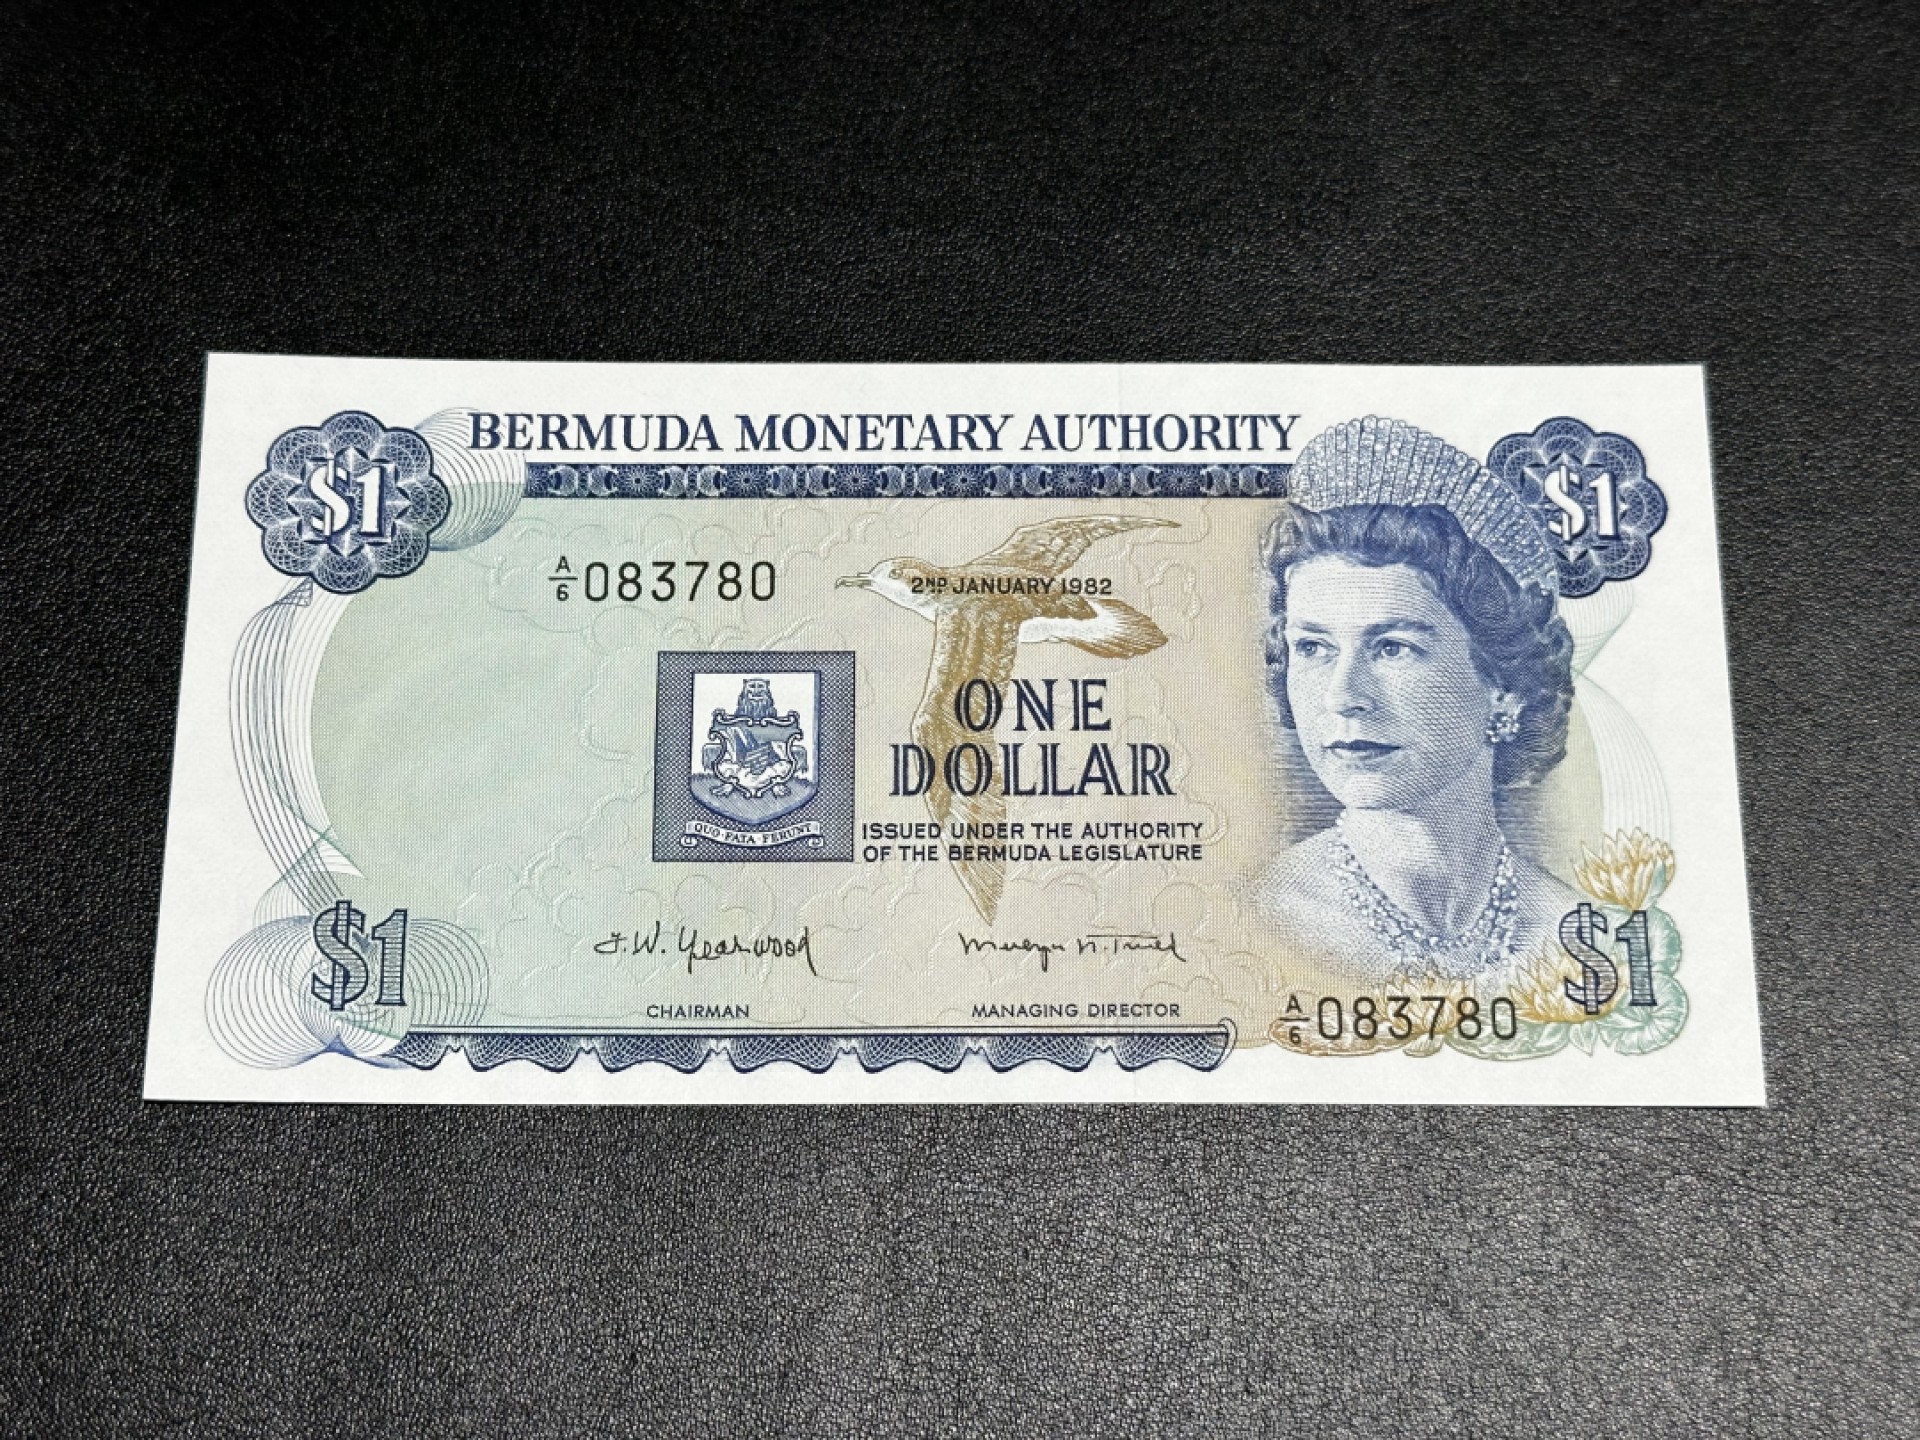 BERMUDA MONETARY AUTHORITY
$1
$1
A/6 083780
2ND JANUARY 1982
ONE
DOLLAR
QUO FATA FERUNT
ISSUED UNDER THE AUTHORITY
OF THE BERMUDA LEGISLATURE
$1
$1
J.W. Yearwood
CHAIRMAN
MANAGING DIRECTOR
A/6 083780